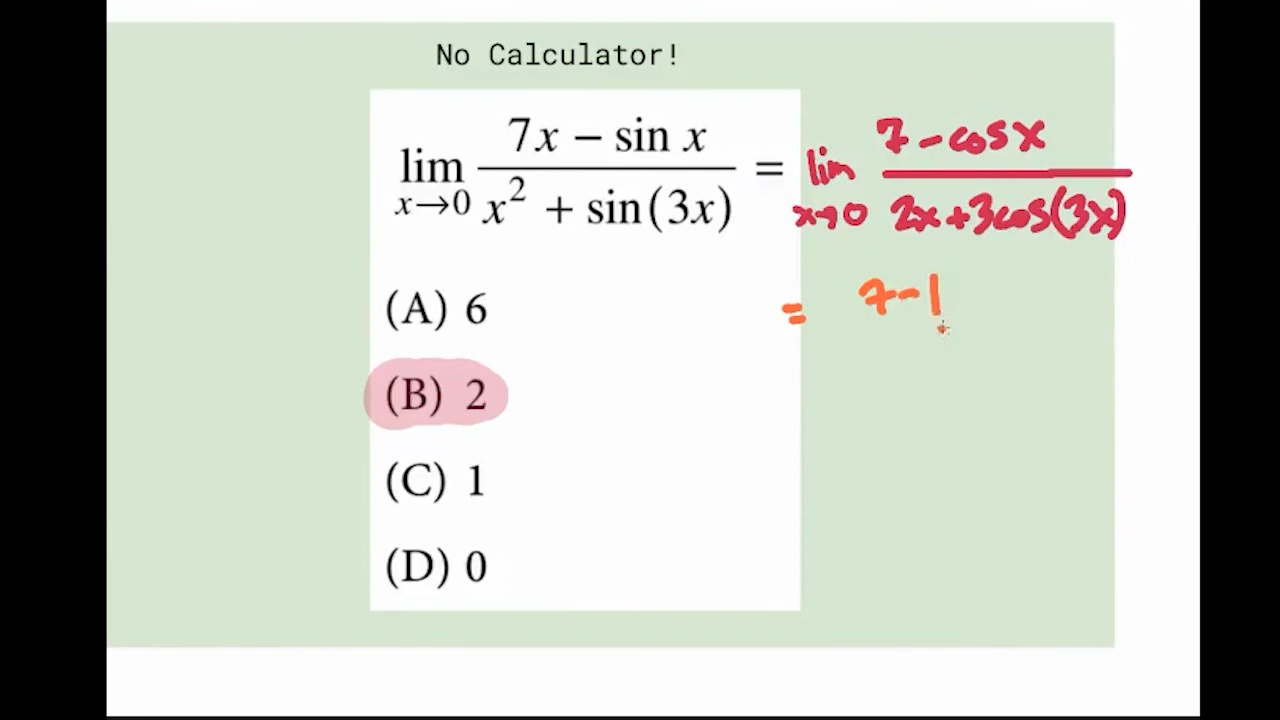 No Calculator!
lim x→0 (7x − sin x)/(x² + sin(3x)) = lim x→0 (7 - cos x)/(2x + 3cos(3x))
= 7 - 1
(A) 6
(B) 2
(C) 1
(D) 0